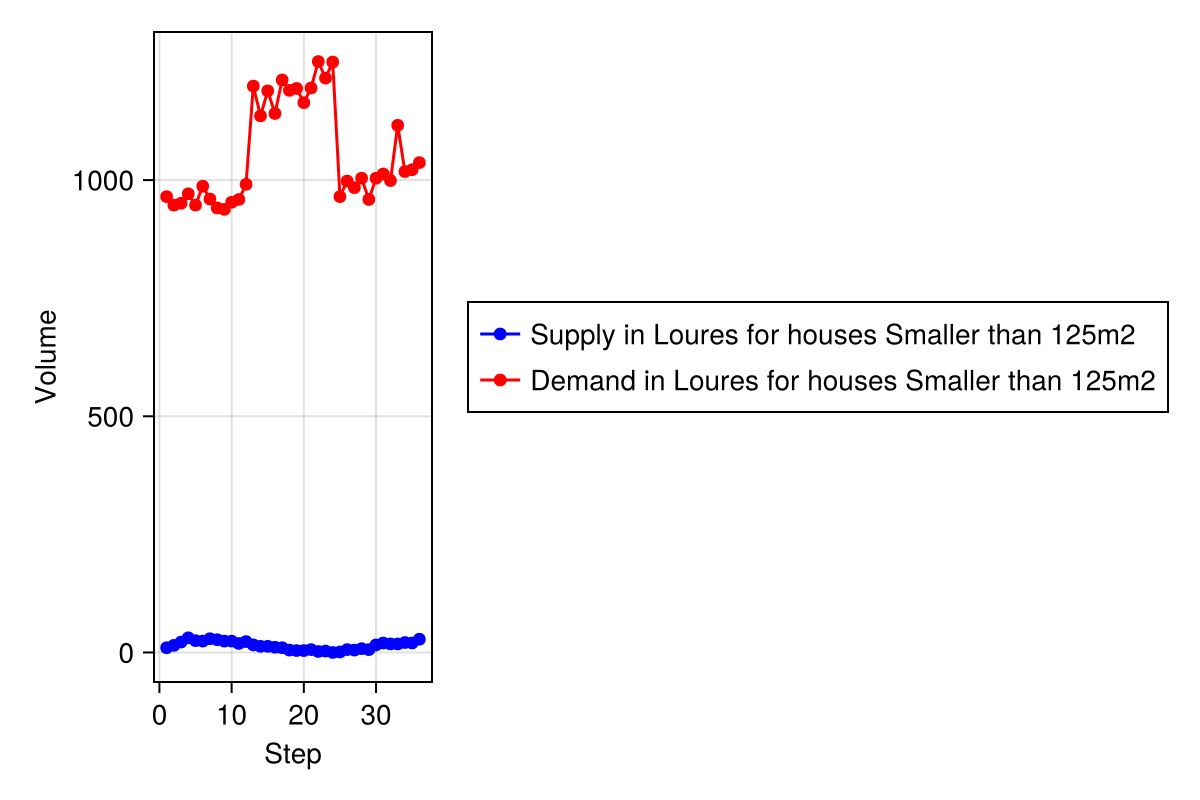 Volume
1000
500
0
0 10 20 30
Step
Supply in Loures for houses Smaller than 125m2
Demand in Loures for houses Smaller than 125m2